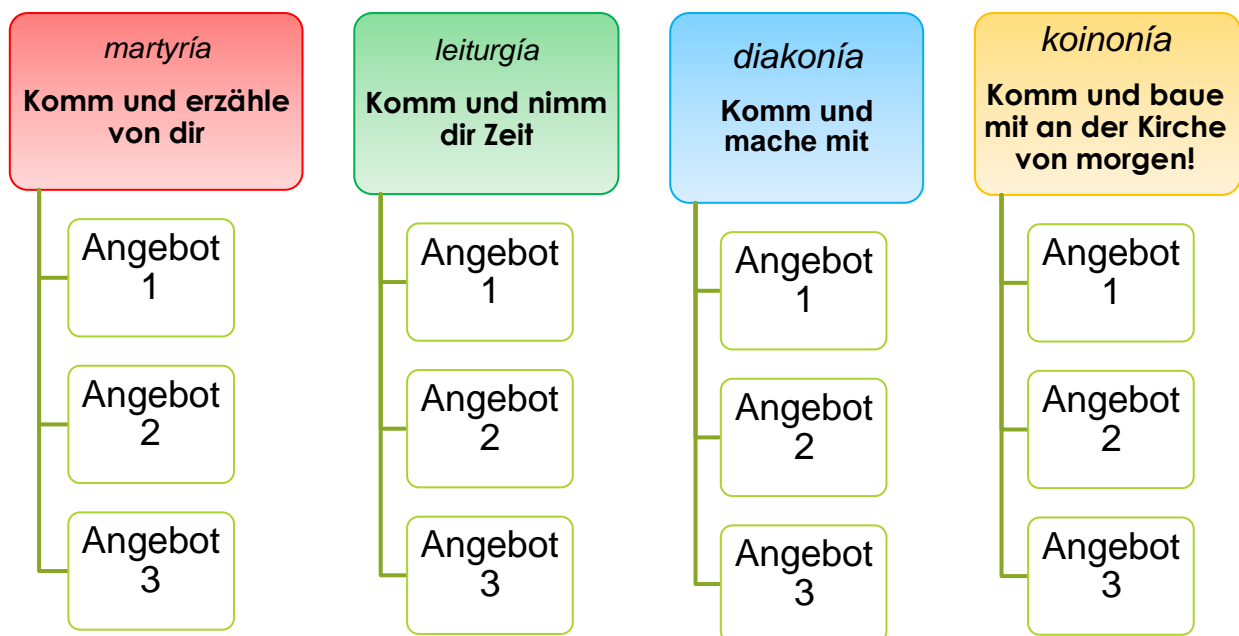 martyría
Komm und erzähle
von dir
Angebot
1
Angebot
2
Angebot
3
leiturgía
Komm und nimm
dir Zeit
Angebot
1
Angebot
2
Angebot
3
diakonía
Komm und
mache mit
Angebot
1
Angebot
2
Angebot
3
koinonía
Komm und baue
mit an der Kirche
von morgen!
Angebot
1
Angebot
2
Angebot
3